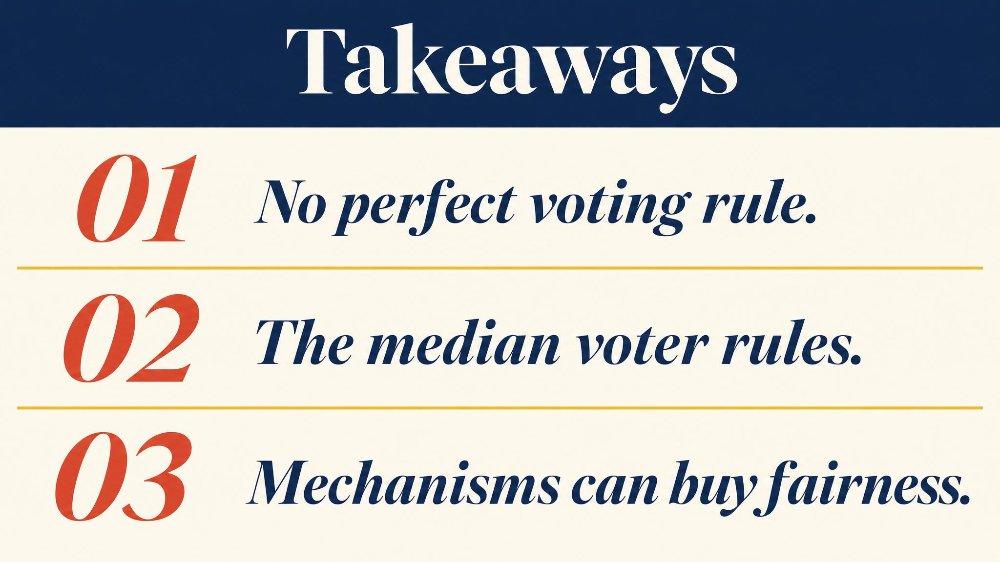 Takeaways
01 No perfect voting rule.
02 The median voter rules.
03 Mechanisms can buy fairness.